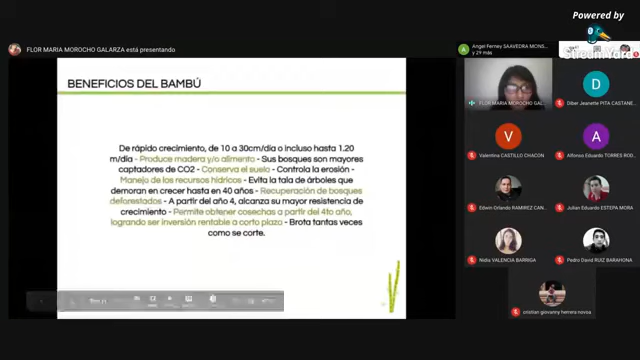 Powered by
StreamYard
FLOR MARIA MOROCHO GALARZA está presentando
Angel Ferney SAAVEDRA MCNS...
y 29 más
BENEFICIOS DEL BAMBÚ
De rápido crecimiento, de 10 a 30cm/día o incluso hasta 1.20
m/día - Produce madera y/o alimento - Sus bosques son mayores
captadores de CO2 - Conserva el suelo - Controla la erosión -
Manejo de los recursos hídricos - Evita la tala de árboles que
demoran en crecer hasta en 40 años - Recuperación de bosques
deforestados - A partir del año 4, alcanza su mayor resistencia de
crecimiento - Permite obtener cosechas a partir del 4to año,
logrando ser inversión rentable a corto plazo - Brota tantas veces
como se corte.
FLOR MARIA MOROCHO GAL...
D
Diber Jeanette PITA CASTANE...
V
Valentina CASTILLO CHACON
A
Alfonso Eduardo TORRES ROD...
Edwin Orlando RAMIREZ CAN...
Julian Eduardo ESTEPA MORA
Nidia VALENCIA BARRIGA
Pedro David RUIZ BARAHONA
cristian giovanny herrera novoa